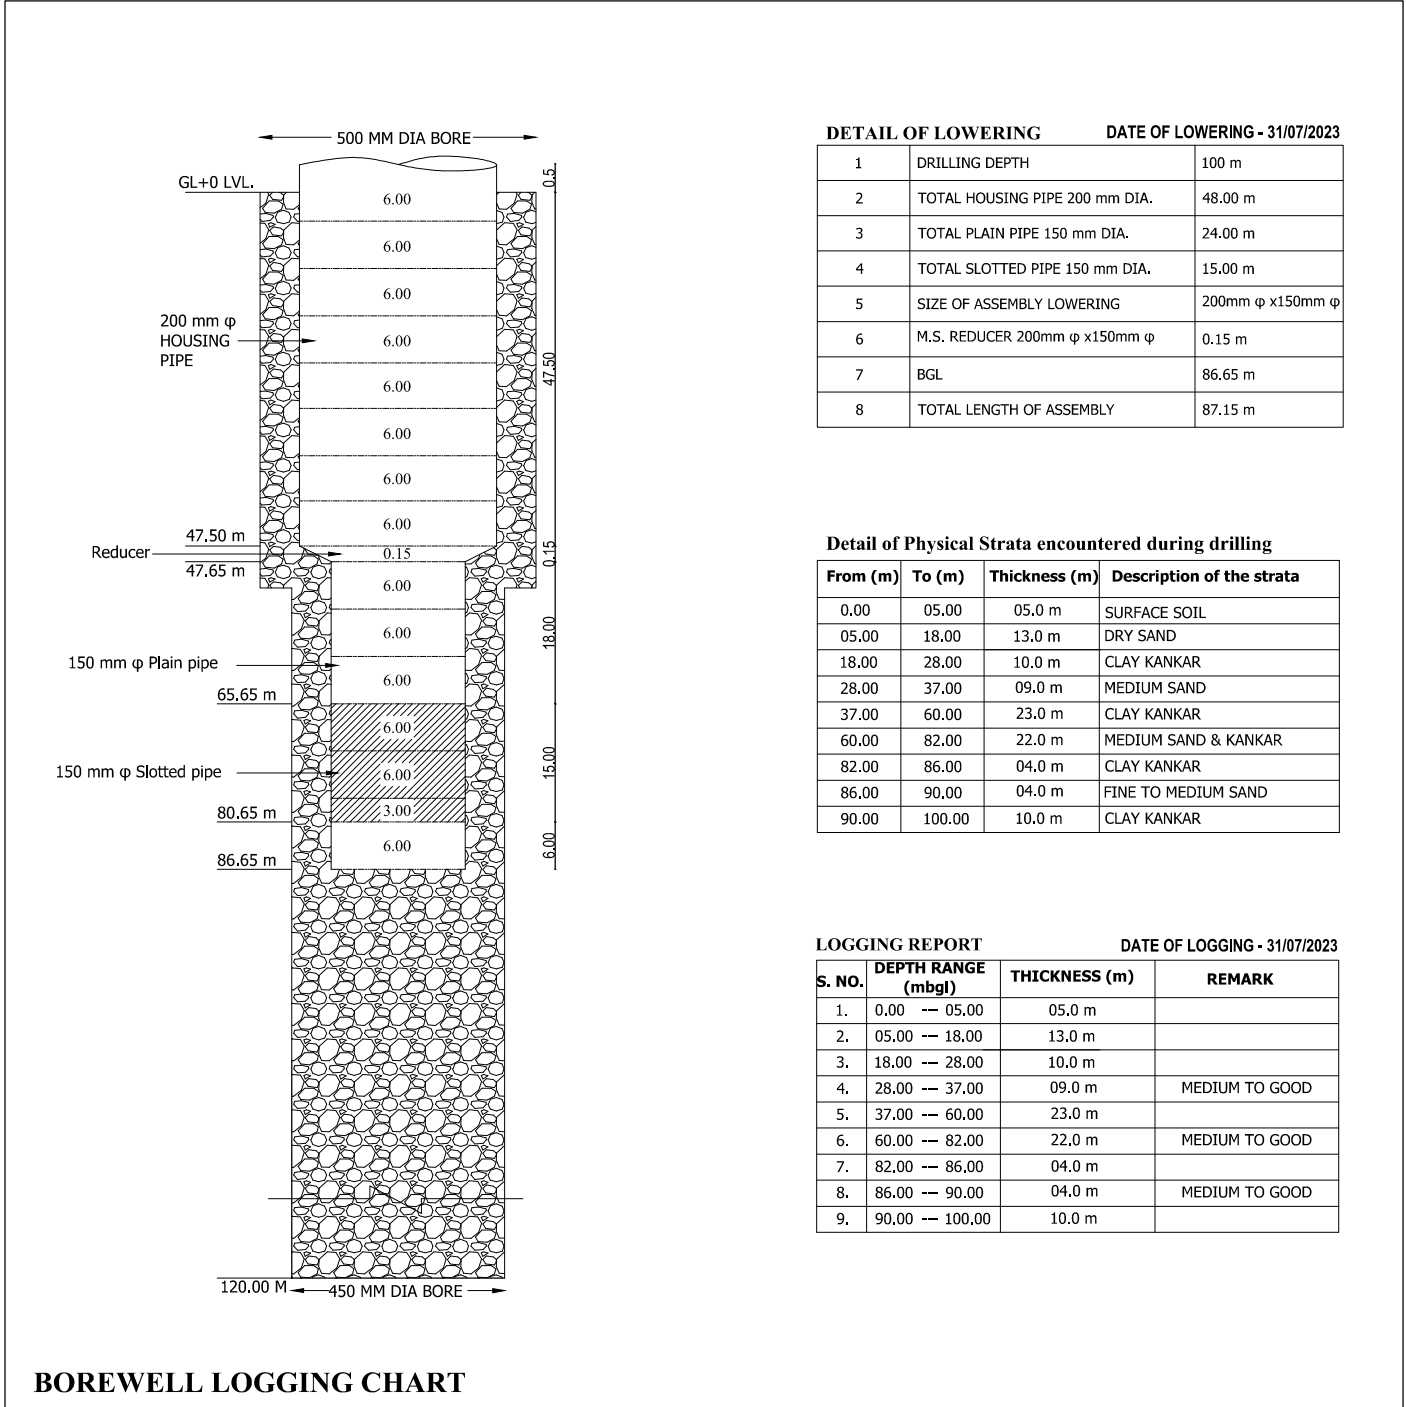 500 MM DIA BORE
GL+0 LVL.
0.5
6.00
6.00
6.00
6.00
6.00
6.00
6.00
6.00
200 mm φ
HOUSING
PIPE
47.50
47.50 m
Reducer
0.15
0.15
47.65 m
6.00
6.00
6.00
18.00
150 mm φ Plain pipe
65.65 m
6.00
6.00
3.00
15.00
150 mm φ Slotted pipe
80.65 m
6.00
6.00
86.65 m
120.00 M
450 MM DIA BORE
DETAIL OF LOWERING DATE OF LOWERING - 31/07/2023
1 DRILLING DEPTH 100 m
2 TOTAL HOUSING PIPE 200 mm DIA. 48.00 m
3 TOTAL PLAIN PIPE 150 mm DIA. 24.00 m
4 TOTAL SLOTTED PIPE 150 mm DIA. 15.00 m
5 SIZE OF ASSEMBLY LOWERING 200mm φ x150mm φ
6 M.S. REDUCER 200mm φ x150mm φ 0.15 m
7 BGL 86.65 m
8 TOTAL LENGTH OF ASSEMBLY 87.15 m
Detail of Physical Strata encountered during drilling
From (m) To (m) Thickness (m) Description of the strata
0.00 05.00 05.0 m SURFACE SOIL
05.00 18.00 13.0 m DRY SAND
18.00 28.00 10.0 m CLAY KANKAR
28.00 37.00 09.0 m MEDIUM SAND
37.00 60.00 23.0 m CLAY KANKAR
60.00 82.00 22.0 m MEDIUM SAND & KANKAR
82.00 86.00 04.0 m CLAY KANKAR
86.00 90.00 04.0 m FINE TO MEDIUM SAND
90.00 100.00 10.0 m CLAY KANKAR
LOGGING REPORT DATE OF LOGGING - 31/07/2023
S. NO. DEPTH RANGE (mbgl) THICKNESS (m) REMARK
1. 0.00 --- 05.00 05.0 m
2. 05.00 --- 18.00 13.0 m
3. 18.00 --- 28.00 10.0 m
4. 28.00 --- 37.00 09.0 m MEDIUM TO GOOD
5. 37.00 --- 60.00 23.0 m
6. 60.00 --- 82.00 22.0 m MEDIUM TO GOOD
7. 82.00 --- 86.00 04.0 m
8. 86.00 --- 90.00 04.0 m MEDIUM TO GOOD
9. 90.00 --- 100.00 10.0 m
BOREWELL LOGGING CHART